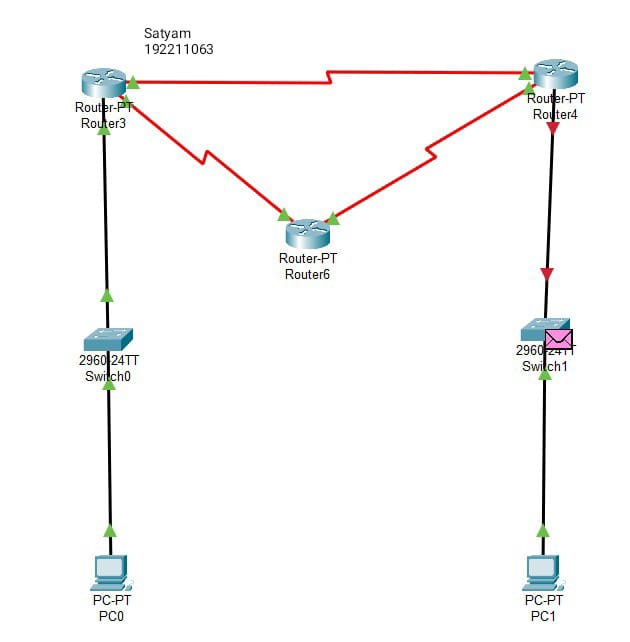 Satyam
192211063
Router-PT
Router3
Router-PT
Router4
Router-PT
Router6
2960-24TT
Switch0
2960-24TT
Switch1
PC-PT
PC0
PC-PT
PC1